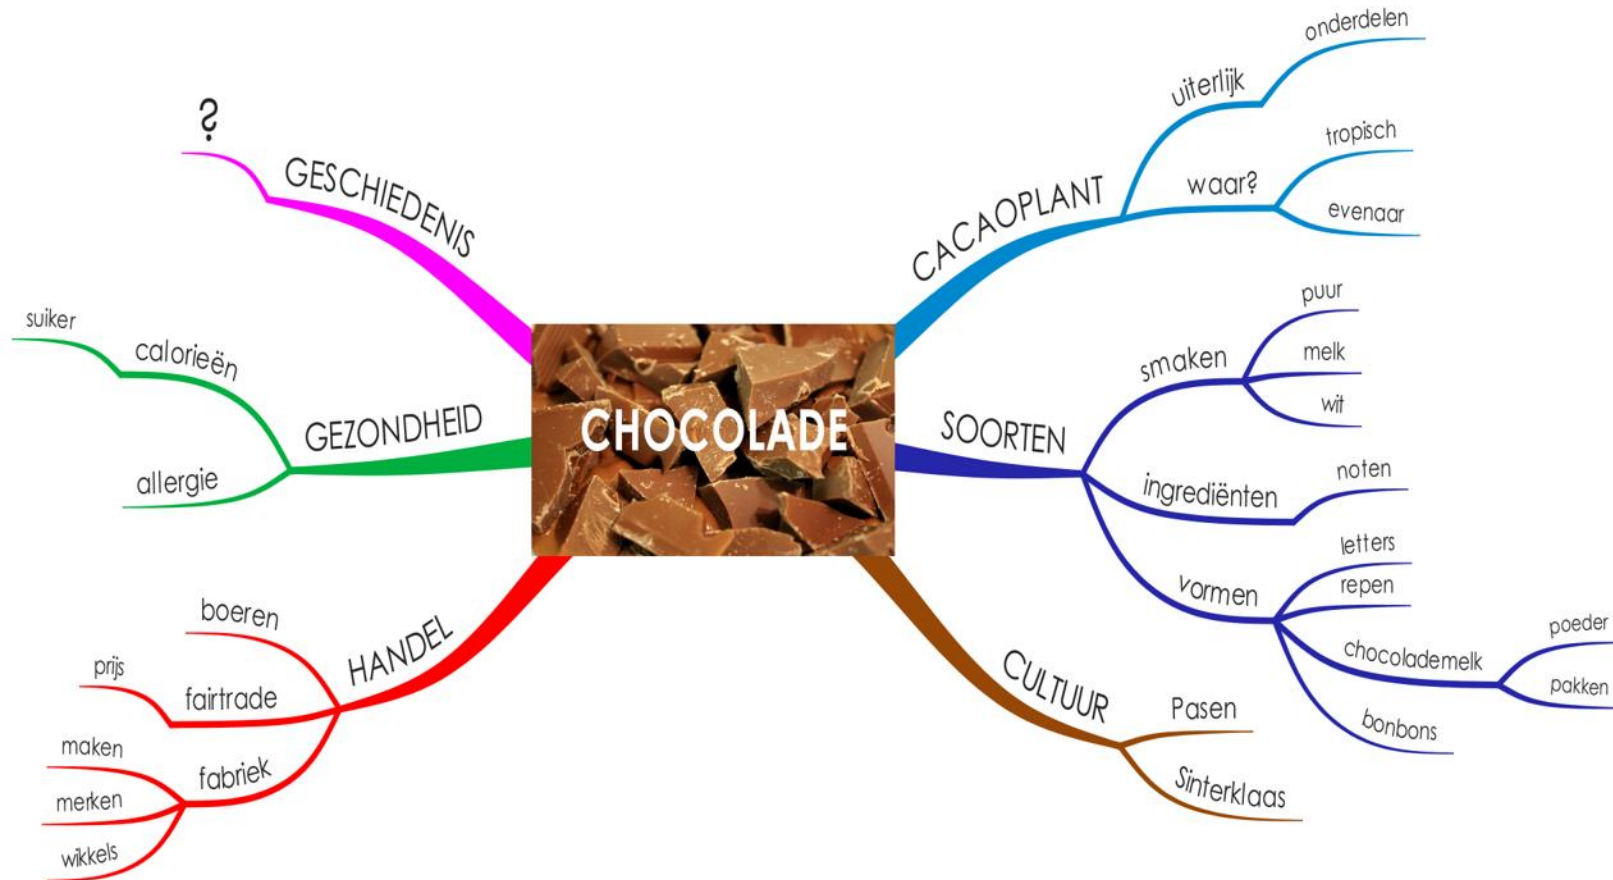 CHOCOLADE
GESCHIEDENIS
?
GEZONDHEID
calorieën
suiker
allergie
HANDEL
boeren
fairtrade
prijs
fabriek
maken
merken
wikkels
CACAOPLANT
uiterlijk
onderdelen
waar?
tropisch
evenaar
SOORTEN
smaken
puur
melk
wit
ingrediënten
noten
vormen
letters
repen
chocolademelk
poeder
pakken
bonbons
CULTUUR
Pasen
Sinterklaas